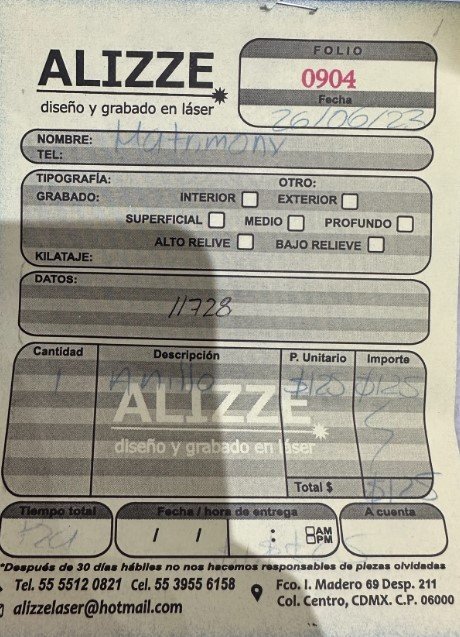 ALIZZE
diseño y grabado en láser
FOLIO
0904
Fecha
26/06/23
NOMBRE: Matrimony
TEL:
TIPOGRAFÍA: OTRO:
GRABADO: INTERIOR EXTERIOR
SUPERFICIAL MEDIO PROFUNDO
ALTO RELIVE BAJO RELIEVE
KILATAJE:
DATOS:
11728
Cantidad Descripción P. Unitario Importe
1 Anillo $125 $125
ALIZZE
diseño y grabado en láser
Total $ $125
Tiempo total Fecha / hora de entrega A cuenta
/ / : AM
PM
*Después de 30 días hábiles no nos hacemos responsables de piezas olvidadas
Tel. 55 5512 0821 Cel. 55 3955 6158
alizzelaser@hotmail.com
Fco. I. Madero 69 Desp. 211
Col. Centro, CDMX. C.P. 06000